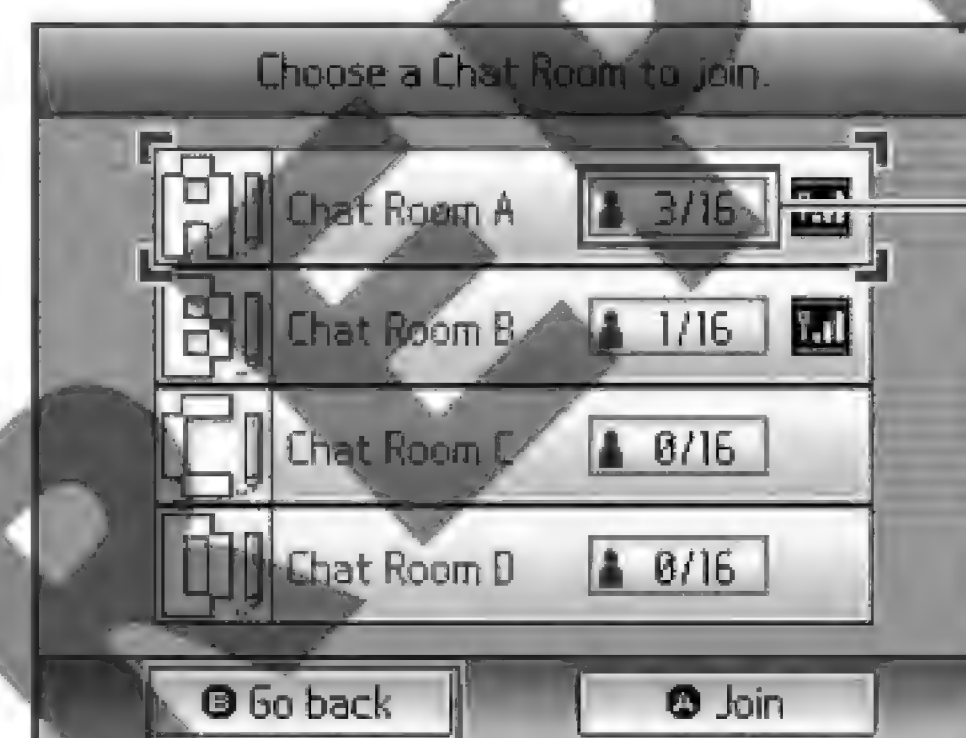 Choose a Chat Room to join.
A Chat Room A 3/16
B Chat Room B 1/16
C Chat Room C 0/16
D Chat Room D 0/16
B Go back A Join